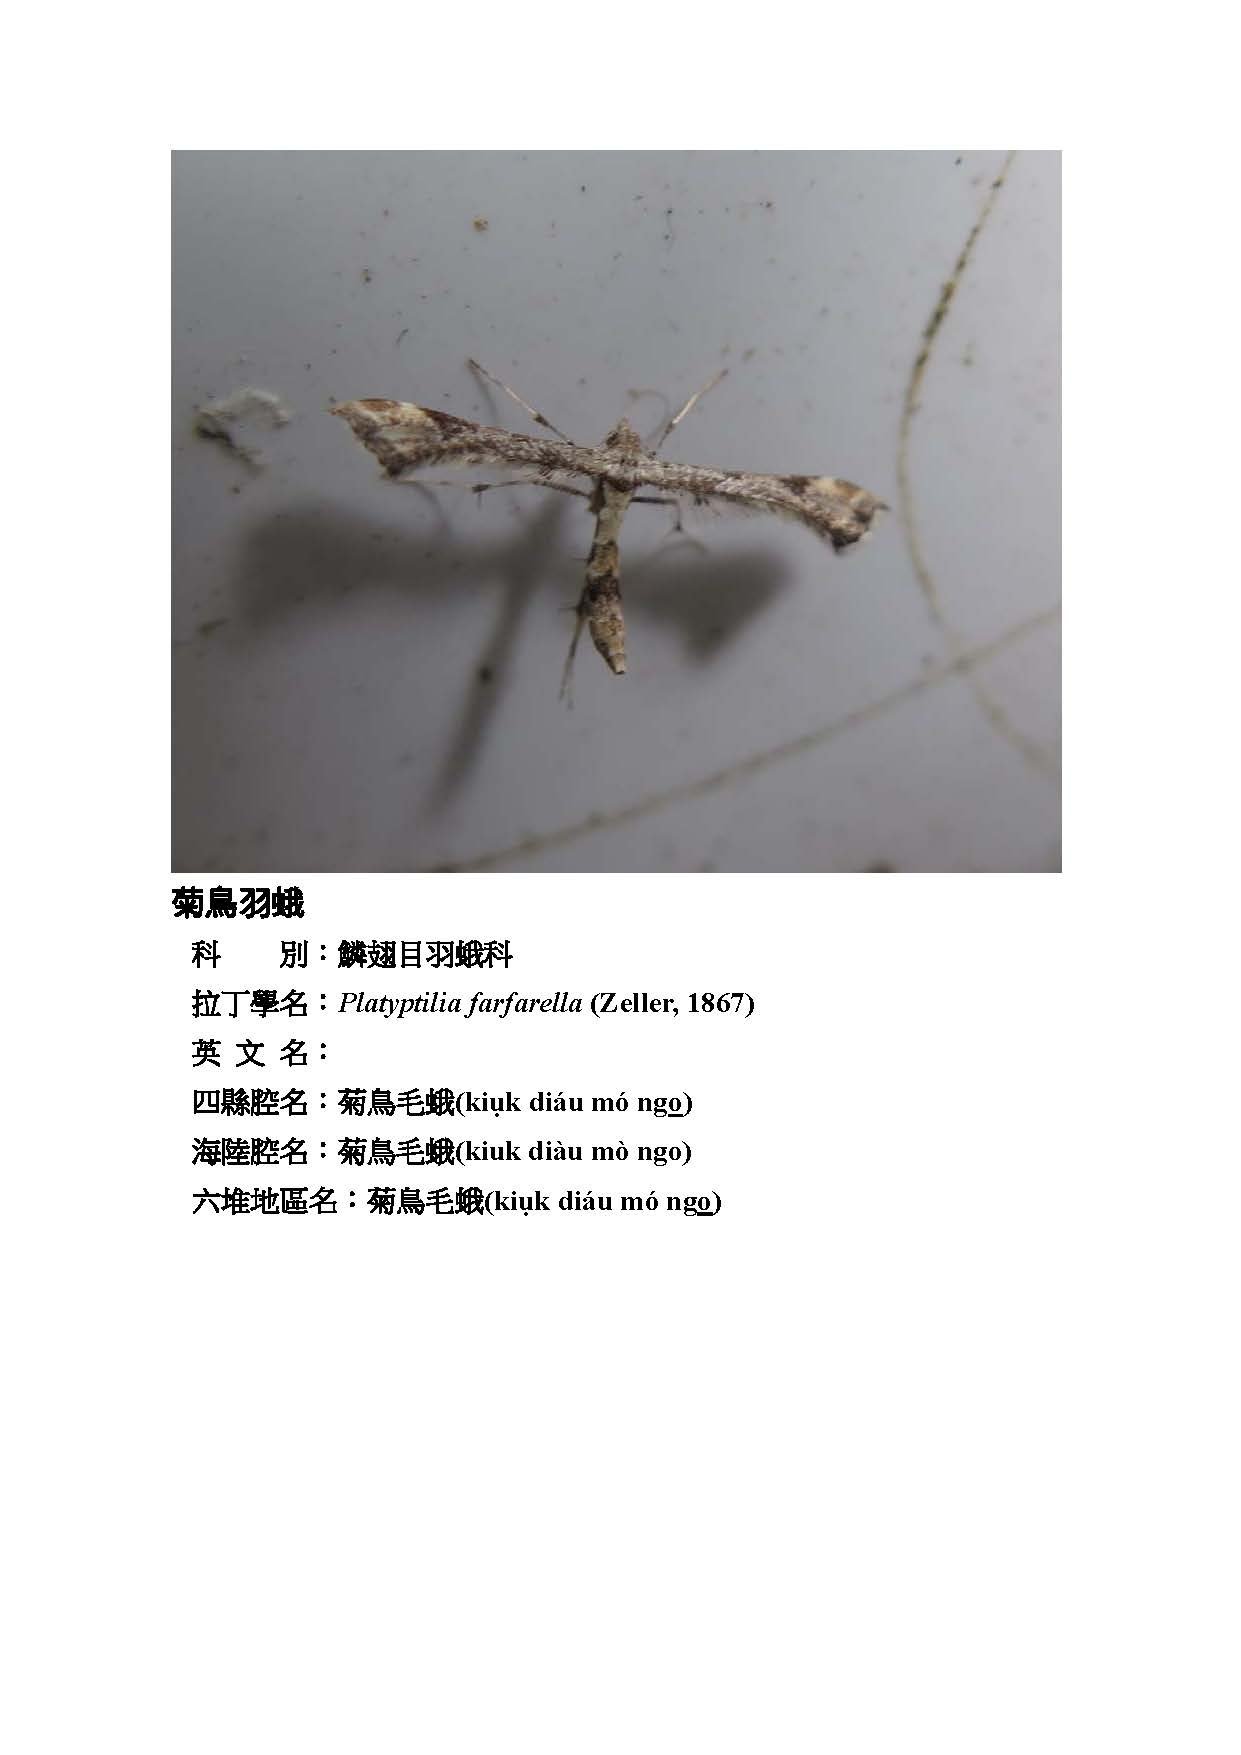 菊鳥羽蛾
科　　別：鱗翅目羽蛾科
拉丁學名：Platyptilia farfarella (Zeller, 1867)
英 文 名：
四縣腔名：菊鳥毛蛾(kiụk diáu mó ngo̲)
海陸腔名：菊鳥毛蛾(kiuk diàu mò ngo)
六堆地區名：菊鳥毛蛾(kiụk diáu mó ngo̲)